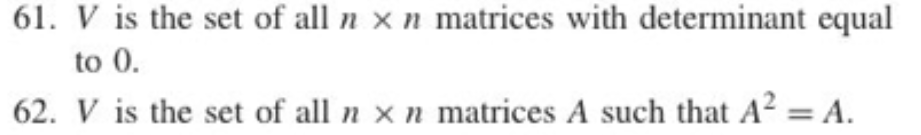 61. V is the set of all n × n matrices with determinant equal
to 0.
62. V is the set of all n × n matrices A such that A² = A.